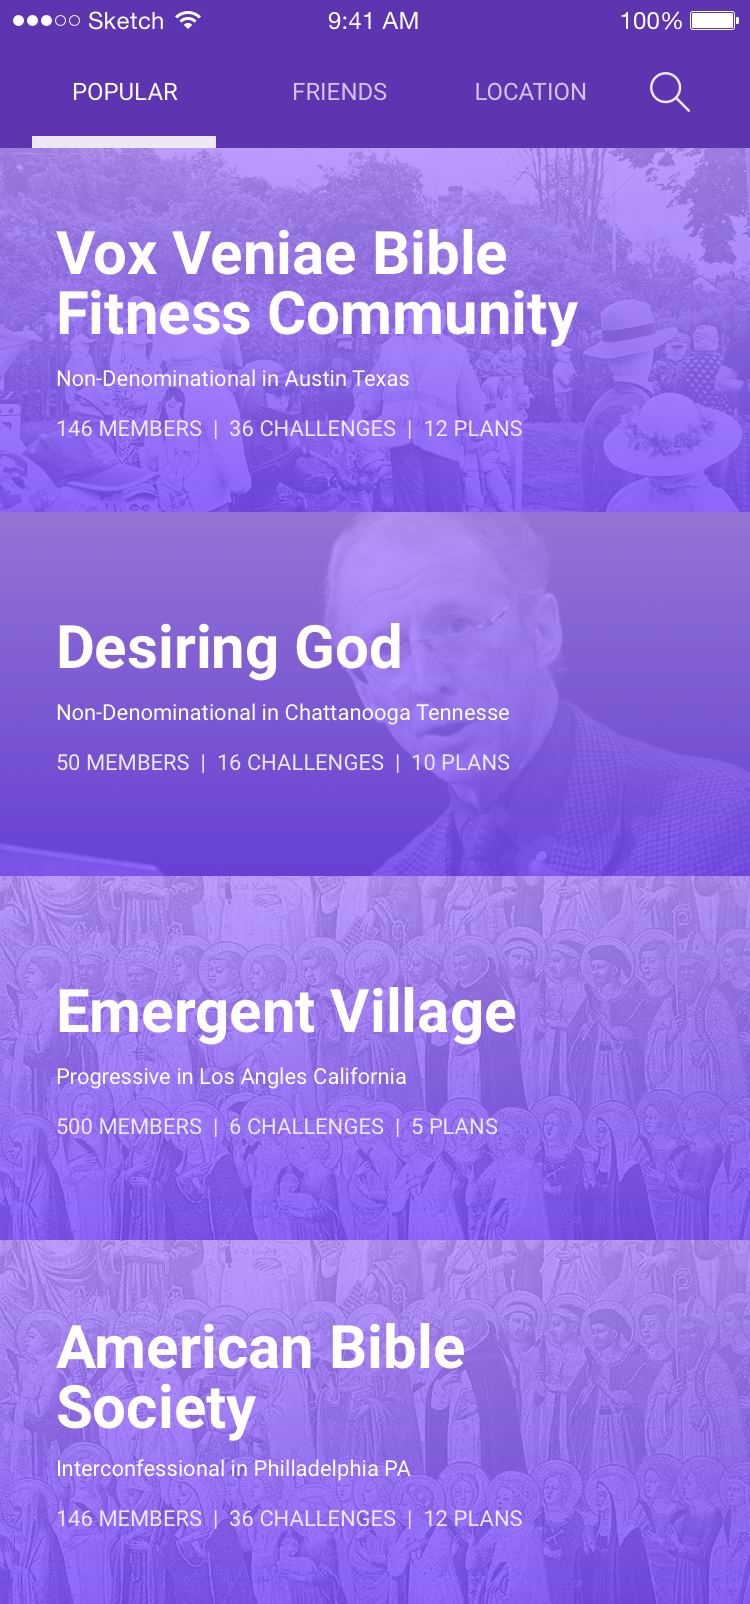 Sketch 9:41 AM 100%
POPULAR FRIENDS LOCATION
Vox Veniae Bible
Fitness Community
Non-Denominational in Austin Texas
146 MEMBERS | 36 CHALLENGES | 12 PLANS
Desiring God
Non-Denominational in Chattanooga Tennesse
50 MEMBERS | 16 CHALLENGES | 10 PLANS
Emergent Village
Progressive in Los Angles California
500 MEMBERS | 6 CHALLENGES | 5 PLANS
American Bible
Society
Interconfessional in Philladelphia PA
146 MEMBERS | 36 CHALLENGES | 12 PLANS